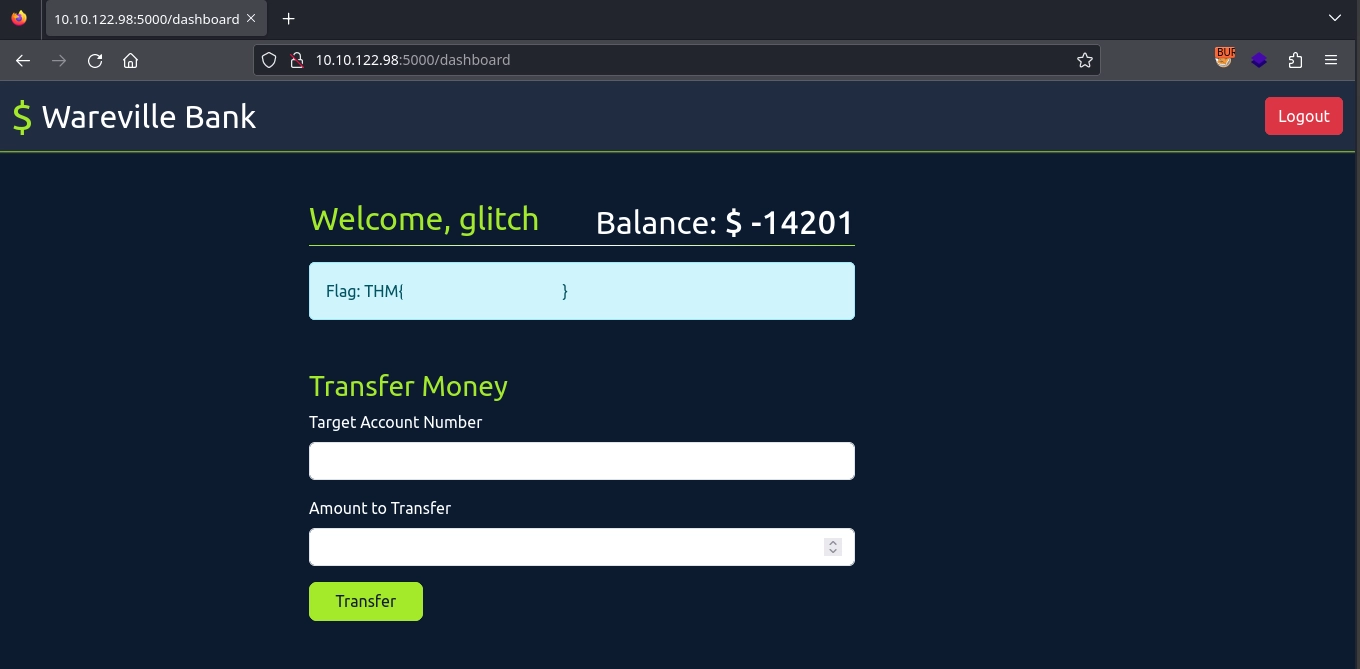 10.10.122.98:5000/dashboard
10.10.122.98:5000/dashboard
BUR
$ Wareville Bank
Logout
Welcome, glitch
Balance: $ -14201
Flag: THM{ }
Transfer Money
Target Account Number
Amount to Transfer
Transfer